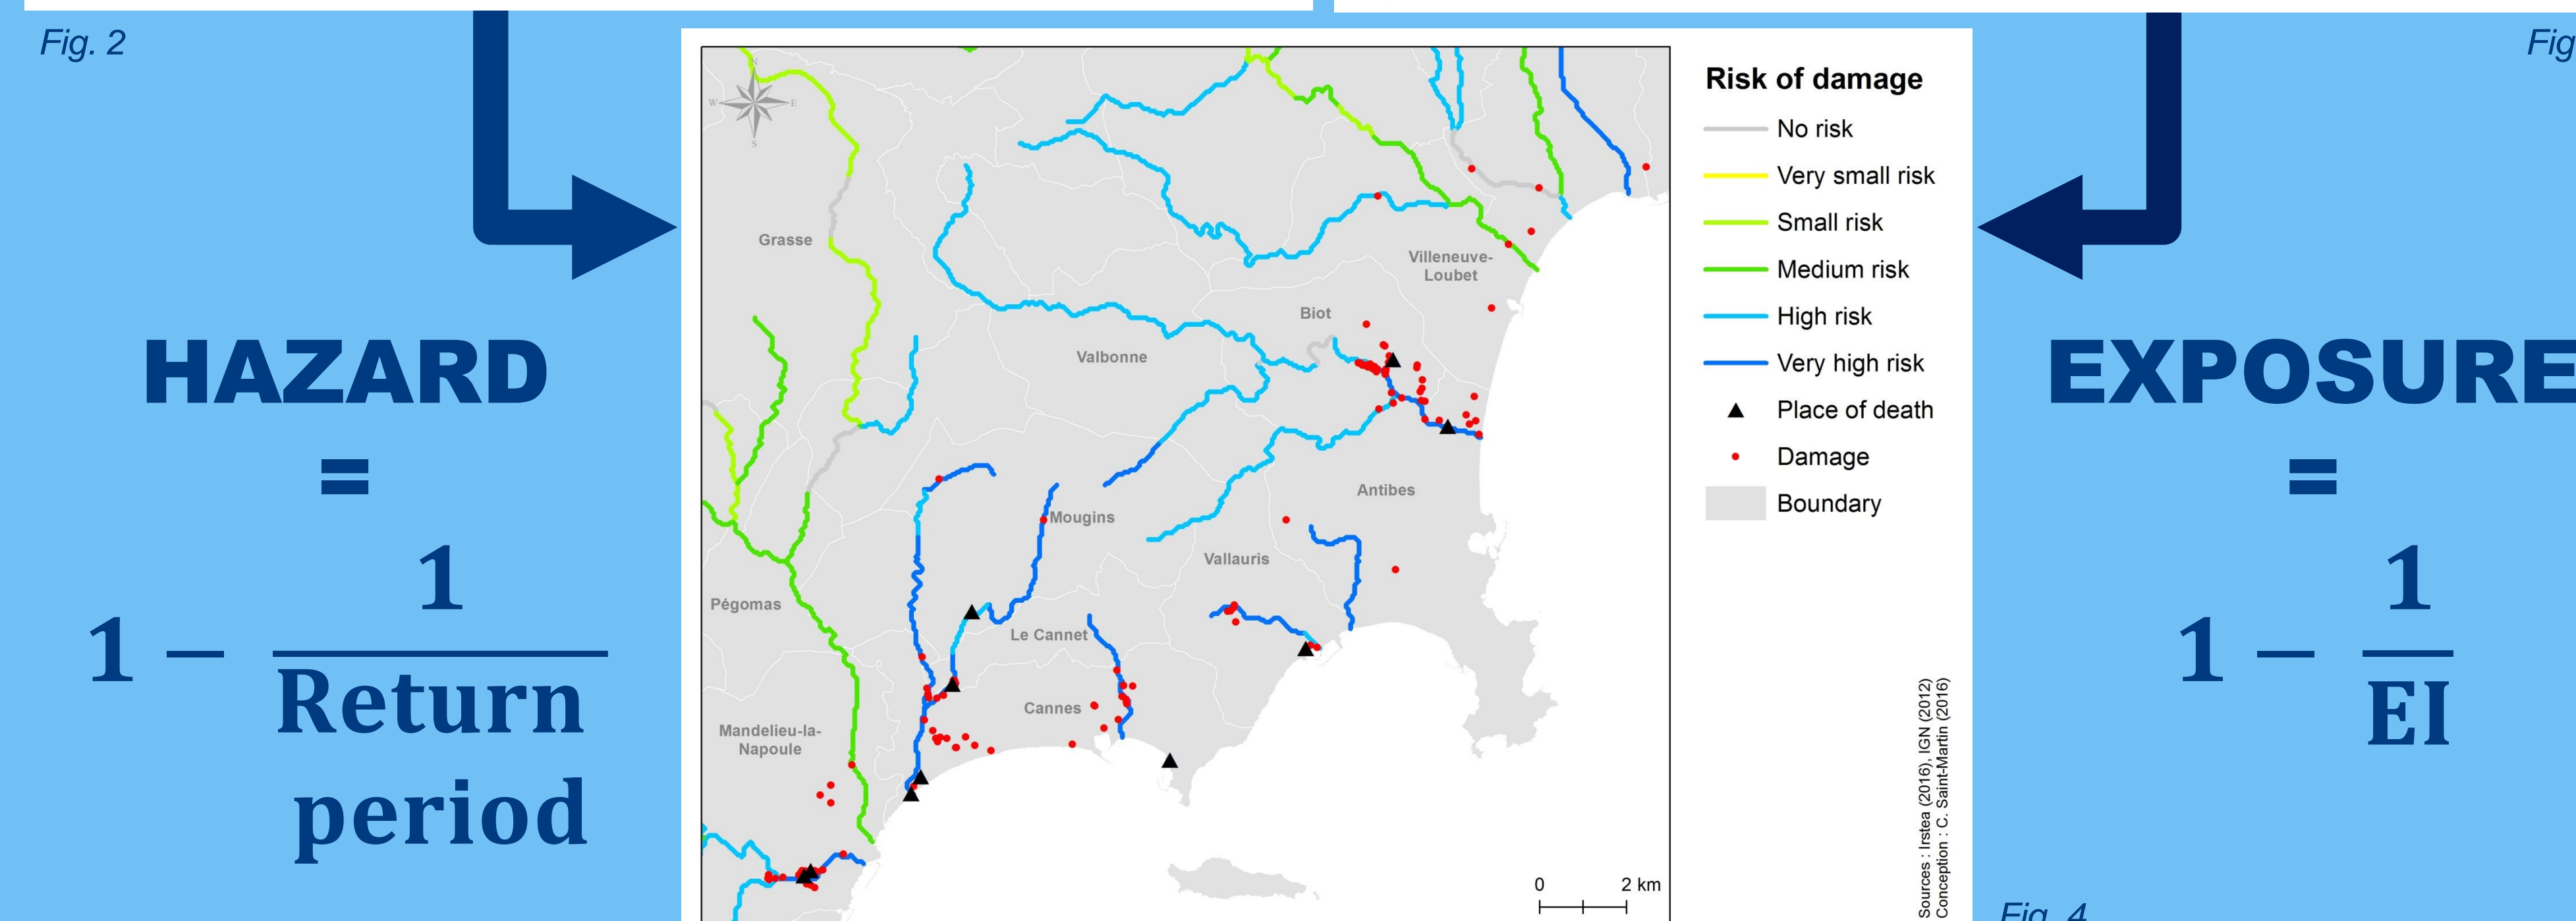 Fig. 2
Fig
HAZARD
=
1 −
1
Return
period
N
W
E
S
Grasse
Villeneuve-
Loubet
Biot
Valbonne
Antibes
Mougins
Vallauris
Pégomas
Le Cannet
Cannes
Mandelieu-la-
Napoule
0 2 km
Risk of damage
No risk
Very small risk
Small risk
Medium risk
High risk
Very high risk
Place of death
Damage
Boundary
Sources : Irstea (2016), IGN (2012)
Conception : C. Saint-Martin (2016)
EXPOSURE
=
1 −
1
EI
Fig. 4